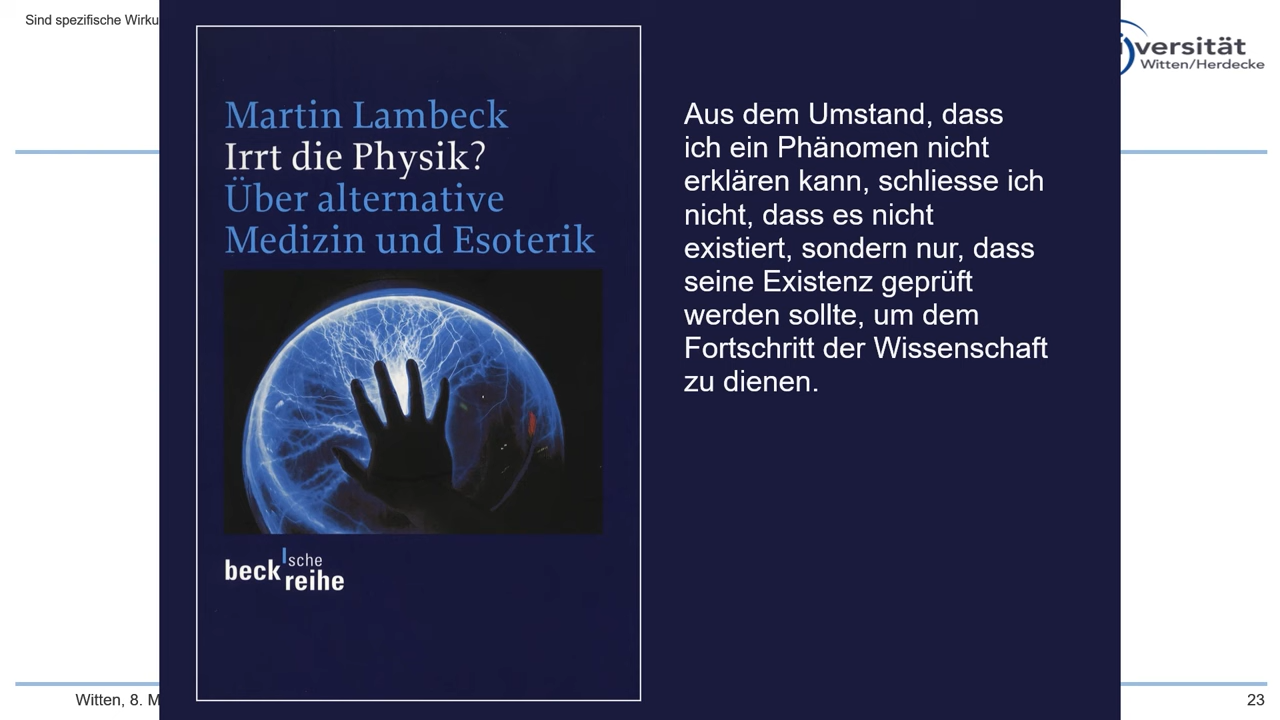 Sind spezifische Wirku
versität
Witten/Herdecke
Martin Lambeck
Irrt die Physik?
Über alternative
Medizin und Esoterik
beck'sche
reihe
Aus dem Umstand, dass
ich ein Phänomen nicht
erklären kann, schliesse ich
nicht, dass es nicht
existiert, sondern nur, dass
seine Existenz geprüft
werden sollte, um dem
Fortschritt der Wissenschaft
zu dienen.
Witten, 8. M
23